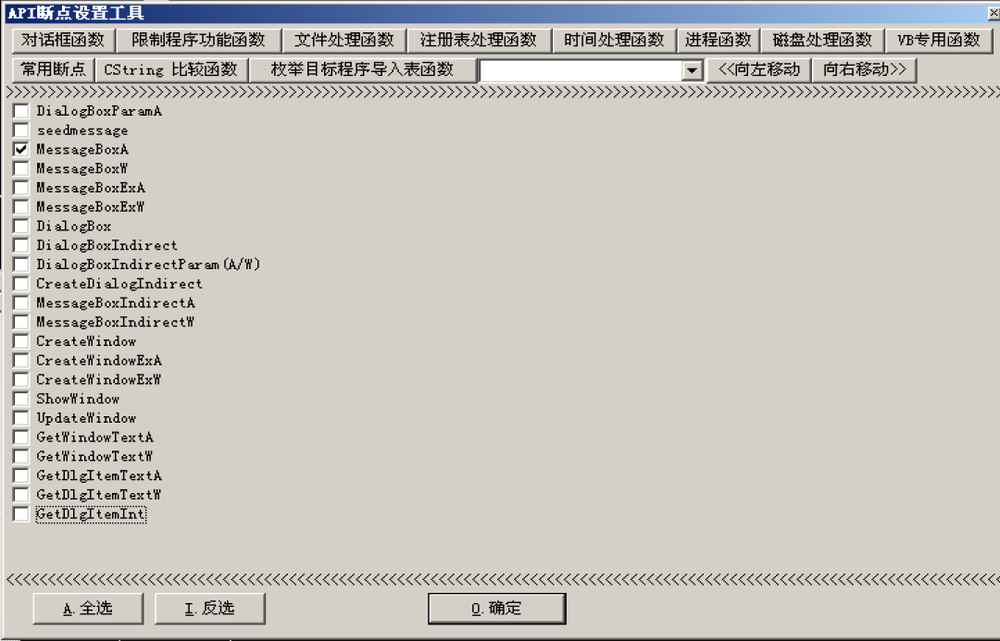 API断点设置工具
对话框函数 限制程序功能函数 文件处理函数 注册表处理函数 时间处理函数 进程函数 磁盘处理函数 VB专用函数
常用断点 CString 比较函数 枚举目标程序导入表函数 <<向左移动 向右移动>>
DialogBoxParamA
seedmessage
MessageBoxA
MessageBoxW
MessageBoxExA
MessageBoxExW
DialogBox
DialogBoxIndirect
DialogBoxIndirectParam(A/W)
CreateDialogIndirect
MessageBoxIndirectA
MessageBoxIndirectW
CreateWindow
CreateWindowExA
CreateWindowExW
ShowWindow
UpdateWindow
GetWindowTextA
GetWindowTextW
GetDlgItemTextA
GetDlgItemTextW
GetDlgItemInt
A.全选 I.反选 O.确定